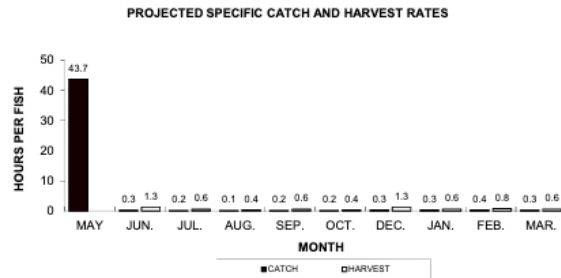 PROJECTED SPECIFIC CATCH AND HARVEST RATES
HOURS PER FISH
50
40
30
20
10
0
43.7
0.3 1.3 0.2 0.6 0.1 0.4 0.2 0.6 0.2 0.4 0.3 1.3 0.3 0.6 0.4 0.8 0.3 0.6
MAY JUN. JUL. AUG. SEP. OCT. DEC. JAN. FEB. MAR.
MONTH
CATCH HARVEST